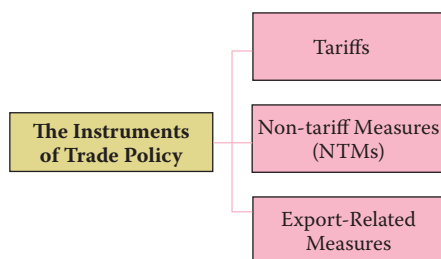 The Instruments
of Trade Policy
Tariffs
Non-tariff Measures
(NTMs)
Export-Related
Measures